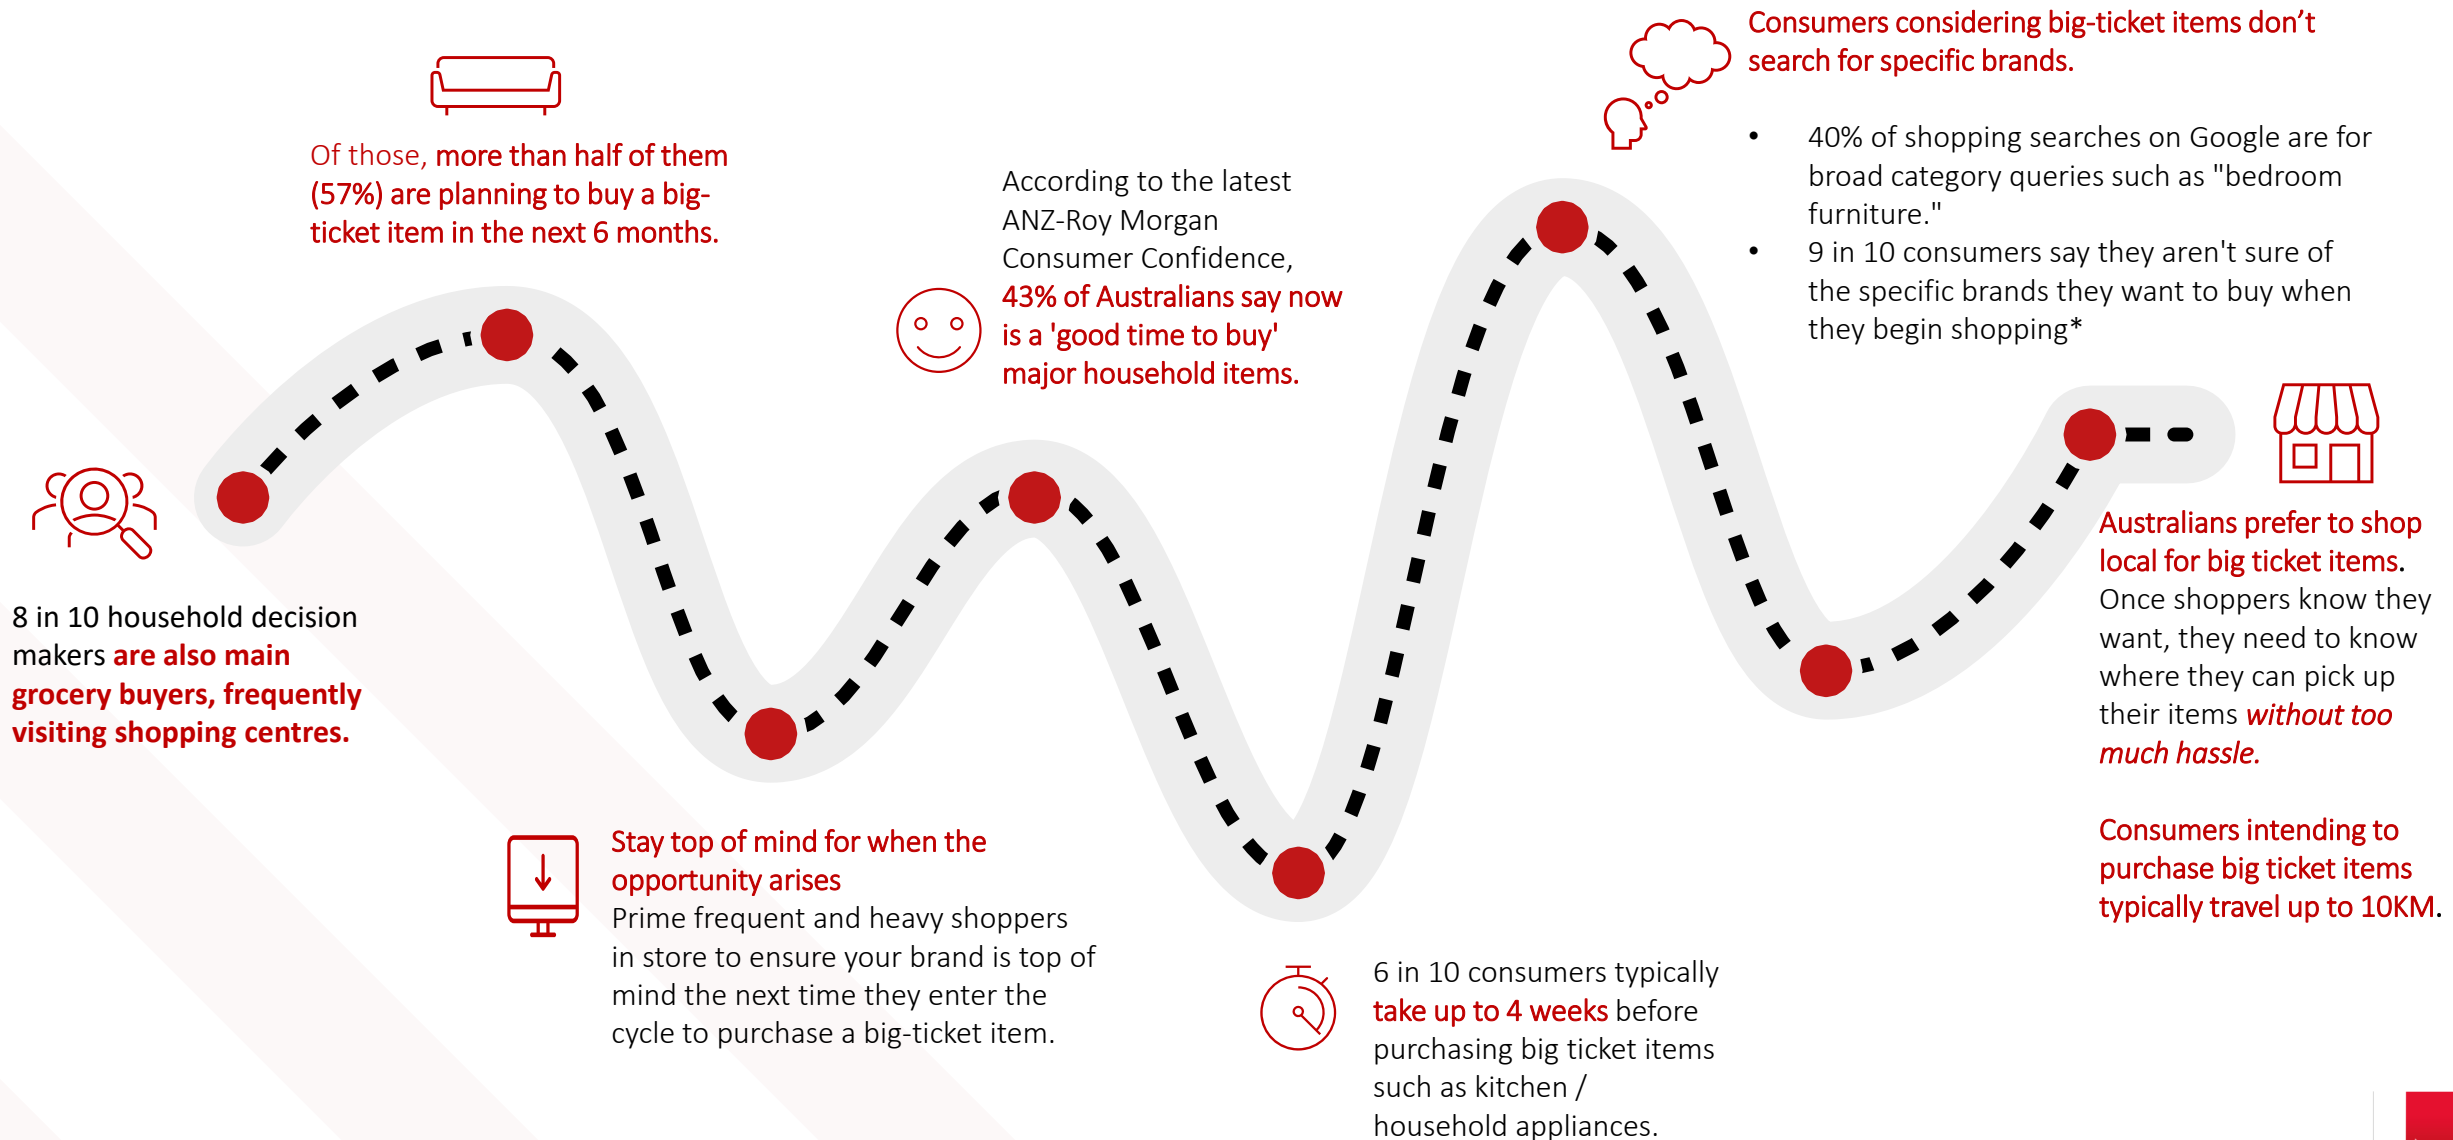 8 in 10 household decision
makers are also main
grocery buyers, frequently
visiting shopping centres.
Of those, more than half of them
(57%) are planning to buy a big-
ticket item in the next 6 months.
Stay top of mind for when the
opportunity arises
Prime frequent and heavy shoppers
in store to ensure your brand is top of
mind the next time they enter the
cycle to purchase a big-ticket item.
According to the latest
ANZ-Roy Morgan
Consumer Confidence,
43% of Australians say now
is a 'good time to buy'
major household items.
6 in 10 consumers typically
take up to 4 weeks before
purchasing big ticket items
such as kitchen /
household appliances.
Consumers considering big-ticket items don’t
search for specific brands.
• 40% of shopping searches on Google are for
broad category queries such as "bedroom
furniture."
• 9 in 10 consumers say they aren't sure of
the specific brands they want to buy when
they begin shopping*
Australians prefer to shop
local for big ticket items.
Once shoppers know they
want, they need to know
where they can pick up
their items without too
much hassle.
Consumers intending to
purchase big ticket items
typically travel up to 10KM.